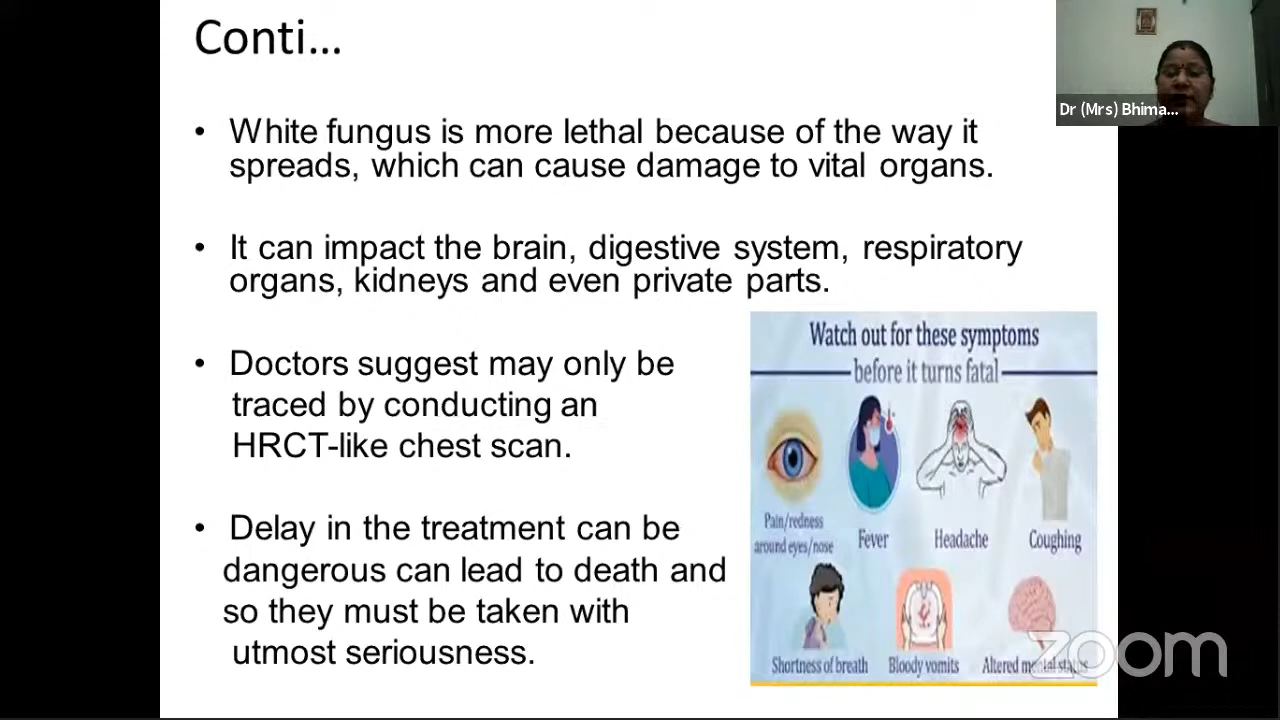 Conti...
Dr (Mrs) Bhima...
• White fungus is more lethal because of the way it
spreads, which can cause damage to vital organs.
• It can impact the brain, digestive system, respiratory
organs, kidneys and even private parts.
• Doctors suggest may only be
traced by conducting an
HRCT-like chest scan.
• Delay in the treatment can be
dangerous can lead to death and
so they must be taken with
utmost seriousness.
Watch out for these symptoms
before it turns fatal
Pain/redness
around eyes/nose
Fever
Headache
Coughing
Shortness of breath
Bloody vomits
Altered mental status
zoom